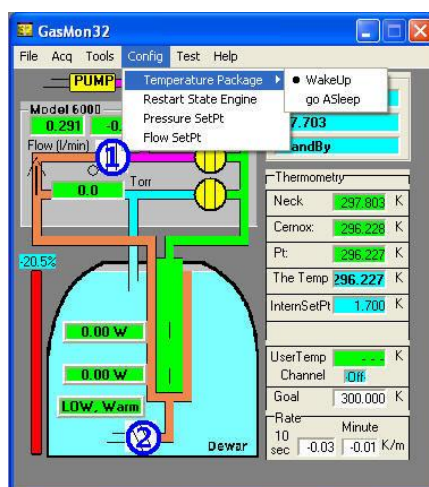 GasMon32
File Acq Tools Config Test Help
PUMP
Temperature Package
WakeUp
go ASleep
Restart State Engine
Pressure SetPt
Flow SetPt
Model 6000
0.291 -0.
7.703
andBy
Flow (l/min)
1
0.0 Torr
Thermometry
Neck 297.803 K
Cernox: 296.228 K
Pt: 296.227 K
The Temp 296.227 K
InternSetPt 1.700 K
-20.5%
0.00 W
0.00 W
LOW, Warm
2
Dewar
UserTemp - - - K
Channel Off
Goal 300.000 K
Rate
10 sec -0.03
Minute -0.01 K/m